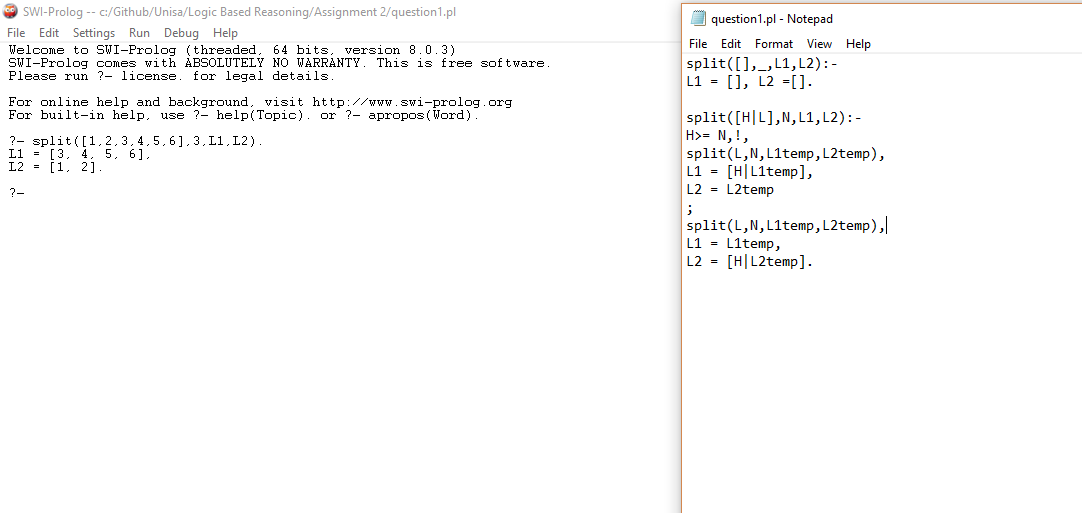 SWI-Prolog -- c:/Github/Unisa/Logic Based Reasoning/Assignment 2/question1.pl
File Edit Settings Run Debug Help
Welcome to SWI-Prolog (threaded, 64 bits, version 8.0.3)
SWI-Prolog comes with ABSOLUTELY NO WARRANTY. This is free software.
Please run ?- license. for legal details.
For online help and background, visit http://www.swi-prolog.org
For built-in help, use ?- help(Topic). or ?- apropos(Word).
?- split([1,2,3,4,5,6],3,L1,L2).
L1 = [3, 4, 5, 6],
L2 = [1, 2].
?-
question1.pl - Notepad
File Edit Format View Help
split([],_,L1,L2):-
L1 = [], L2 =[].
split([H|L],N,L1,L2):-
H>= N,!,
split(L,N,L1temp,L2temp),
L1 = [H|L1temp],
L2 = L2temp
;
split(L,N,L1temp,L2temp),
L1 = L1temp,
L2 = [H|L2temp].